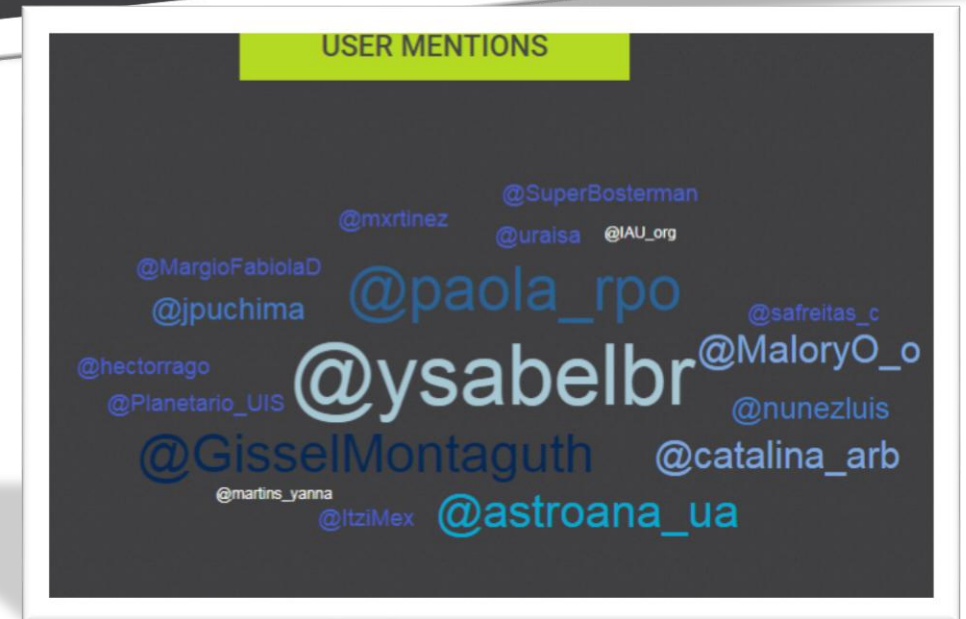 USER MENTIONS
@SuperBosterman
@mxrtinez
@uraisa @IAU_org
@MargioFabiolaD
@paola_rpo
@jpuchima
@safreitas_c
@MaloryO_o
@hectorrago
@ysabelbr
@Planetario_UIS
@nunezluis
@GisselMontaguth
@catalina_arb
@martins_yanna
@ItziMex
@astroana_ua